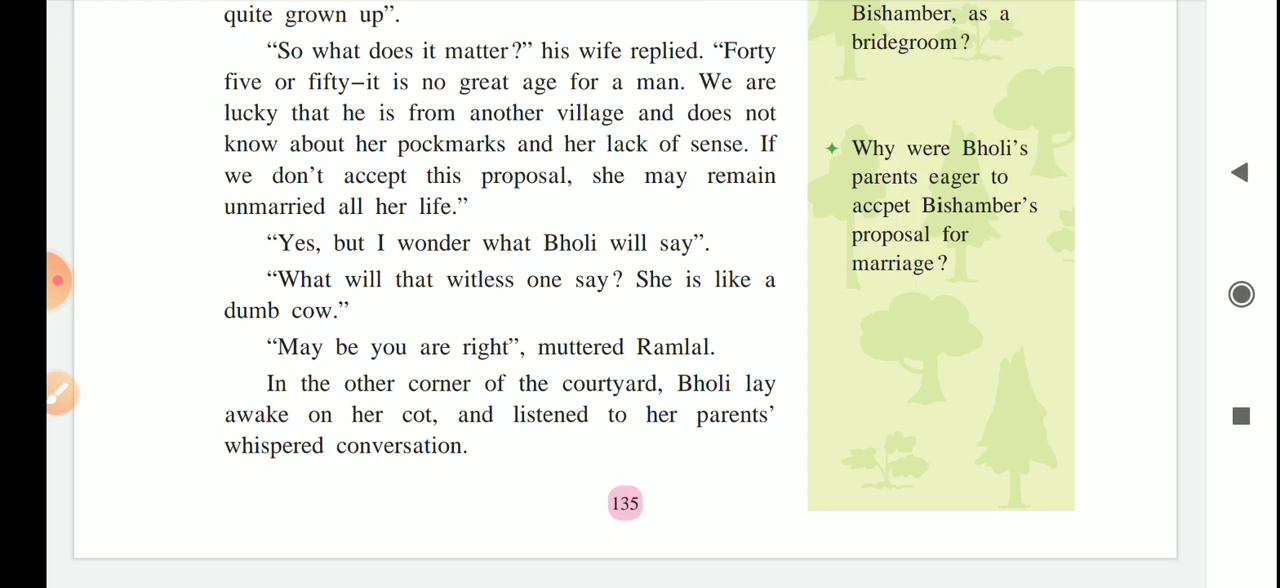 quite grown up”.
“So what does it matter?” his wife replied. “Forty
five or fifty–it is no great age for a man. We are
lucky that he is from another village and does not
know about her pockmarks and her lack of sense. If
we don’t accept this proposal, she may remain
unmarried all her life.”
“Yes, but I wonder what Bholi will say”.
“What will that witless one say? She is like a
dumb cow.”
“May be you are right”, muttered Ramlal.
In the other corner of the courtyard, Bholi lay
awake on her cot, and listened to her parents’
whispered conversation.
135
Bishamber, as a
bridegroom?
Why were Bholi’s
parents eager to
accpet Bishamber’s
proposal for
marriage?